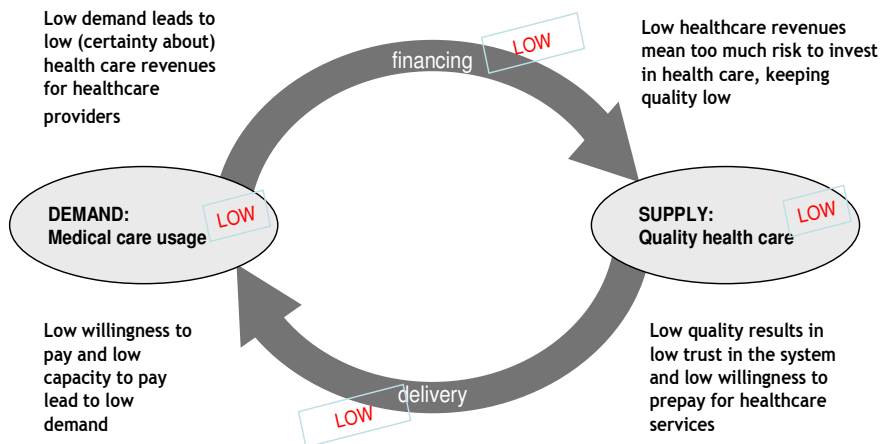 Low demand leads to
low (certainty about)
health care revenues
for healthcare
providers
financing
LOW
Low healthcare revenues
mean too much risk to invest
in health care, keeping
quality low
DEMAND:
Medical care usage
LOW
SUPPLY:
Quality health care
LOW
Low willingness to
pay and low
capacity to pay
lead to low
demand
LOW
delivery
Low quality results in
low trust in the system
and low willingness to
prepay for healthcare
services